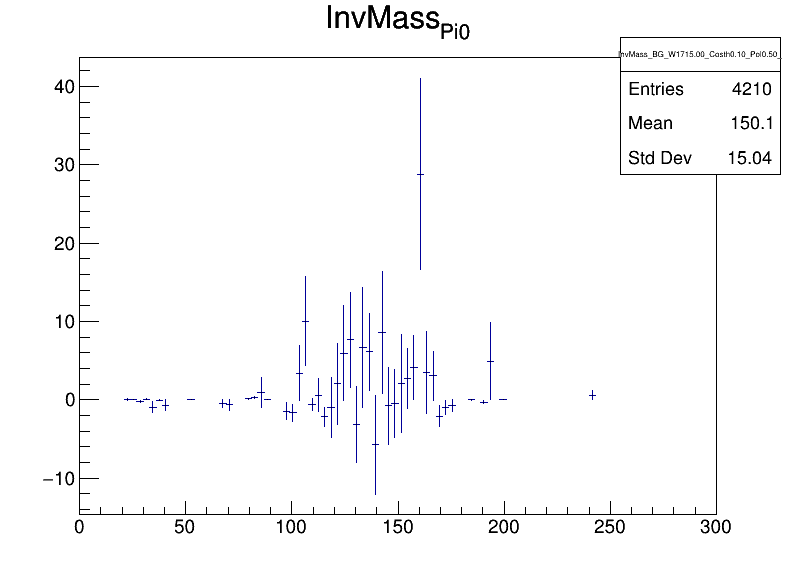 InvMass_Pi0
InvMass_BG_W1715.00_Costh0.10_Pol0.50_
Entries 4210
Mean 150.1
Std Dev 15.04
40
30
20
10
0
−10
0 50 100 150 200 250 300